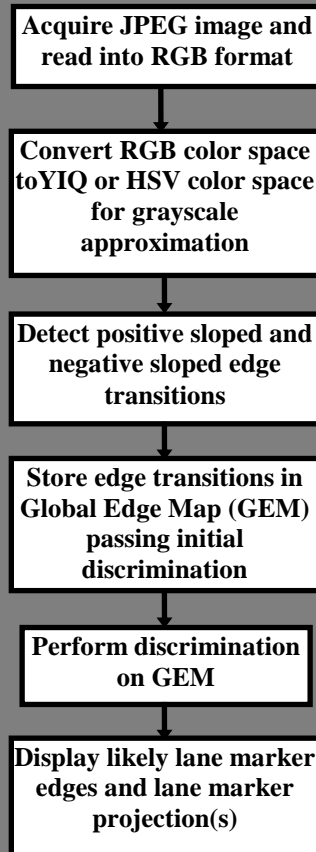 Acquire JPEG image and
read into RGB format
Convert RGB color space
toYIQ or HSV color space
for grayscale
approximation
Detect positive sloped and
negative sloped edge
transitions
Store edge transitions in
Global Edge Map (GEM)
passing initial
discrimination
Perform discrimination
on GEM
Display likely lane marker
edges and lane marker
projection(s)